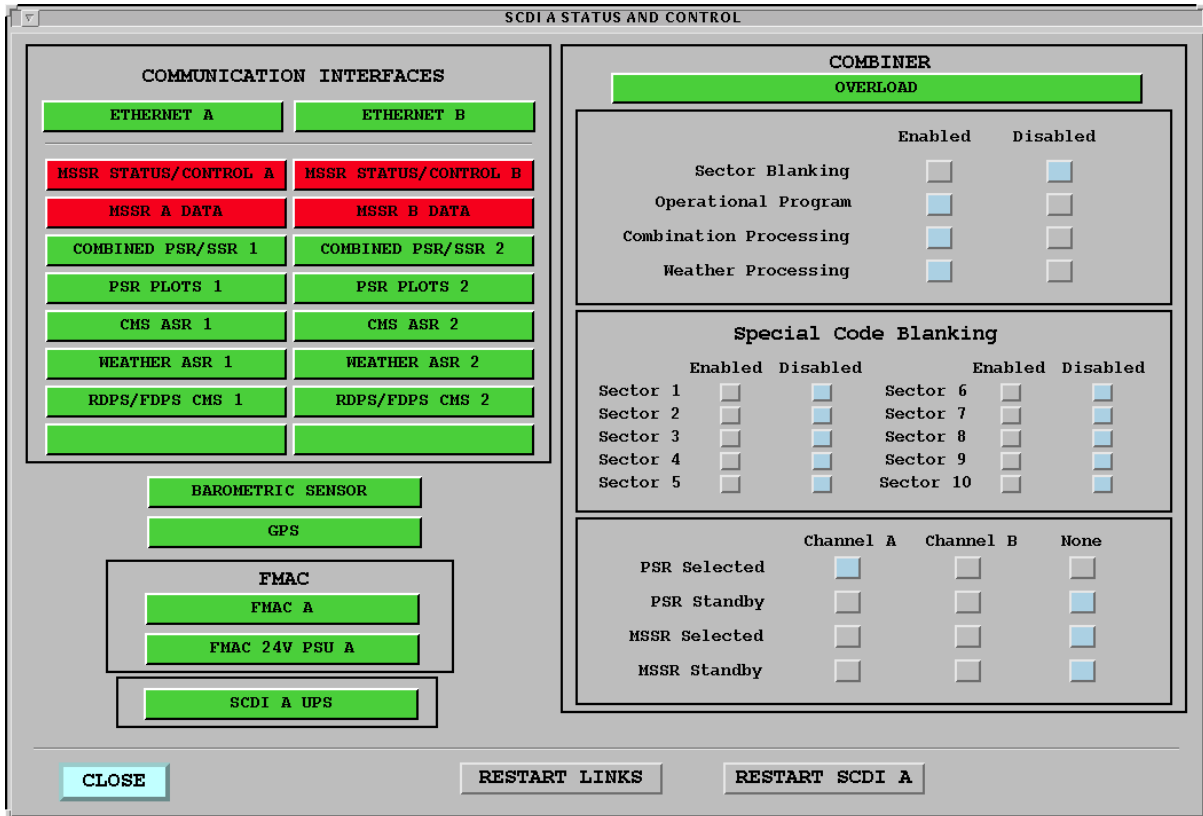 SCDI A STATUS AND CONTROL
COMMUNICATION INTERFACES
ETHERNET A ETHERNET B
MSSR STATUS/CONTROL A MSSR STATUS/CONTROL B
MSSR A DATA MSSR B DATA
COMBINED PSR/SSR 1 COMBINED PSR/SSR 2
PSR PLOTS 1 PSR PLOTS 2
CMS ASR 1 CMS ASR 2
WEATHER ASR 1 WEATHER ASR 2
RDPS/FDPS CMS 1 RDPS/FDPS CMS 2
BAROMETRIC SENSOR
GPS
FMAC
FMAC A
FMAC 24V PSU A
SCDI A UPS
COMBINER
OVERLOAD
Enabled Disabled
Sector Blanking
Operational Program
Combination Processing
Weather Processing
Special Code Blanking
Enabled Disabled Enabled Disabled
Sector 1 Sector 6
Sector 2 Sector 7
Sector 3 Sector 8
Sector 4 Sector 9
Sector 5 Sector 10
Channel A Channel B None
PSR Selected
PSR Standby
MSSR Selected
MSSR Standby
CLOSE RESTART LINKS RESTART SCDI A